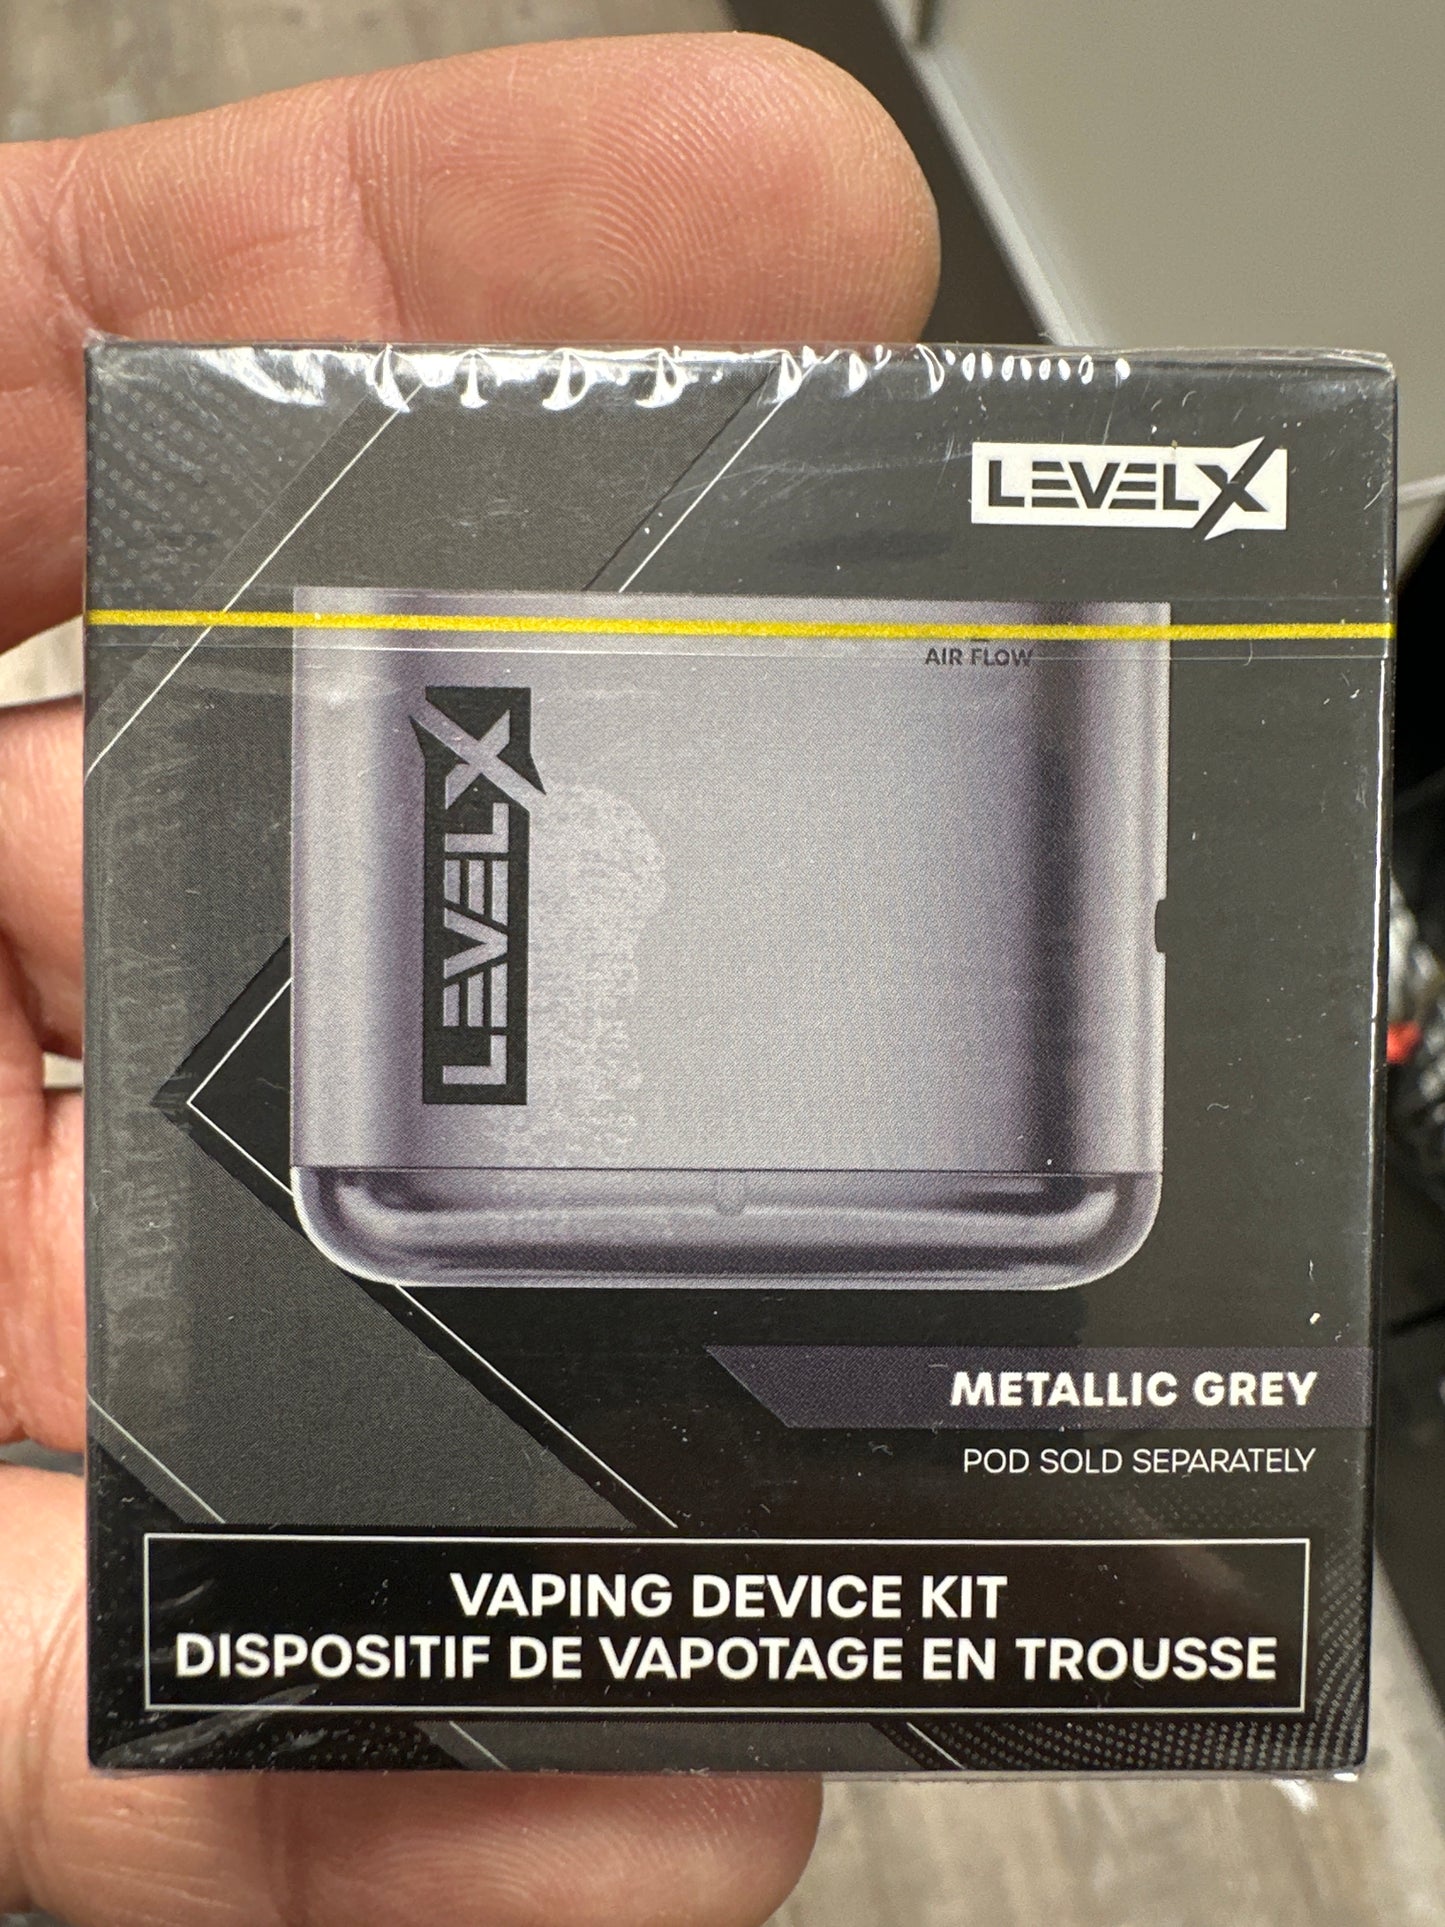 LEVELX
AIR FLOW
LEVELX
METALLIC GREY
POD SOLD SEPARATELY
VAPING DEVICE KIT
DISPOSITIF DE VAPOTAGE EN TROUSSE